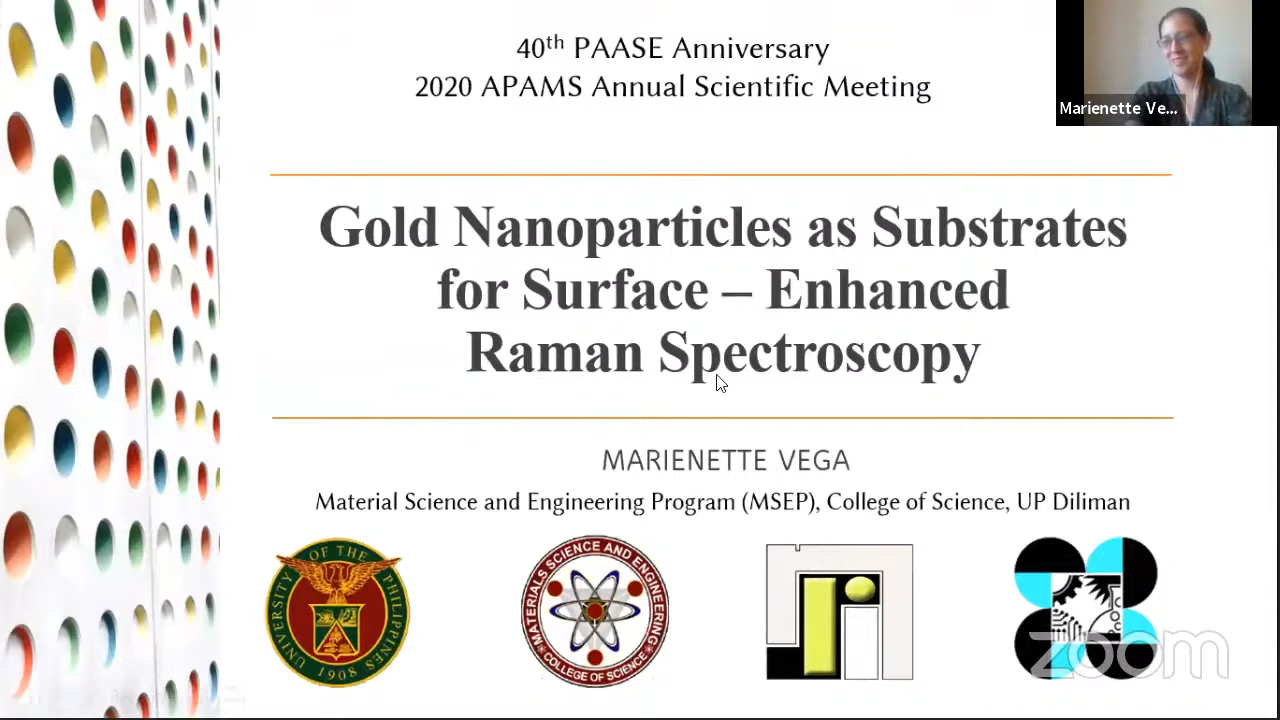 40th PAASE Anniversary
2020 APAMS Annual Scientific Meeting
Marienette Ve...
Gold Nanoparticles as Substrates
for Surface – Enhanced
Raman Spectroscopy
MARIENETTE VEGA
Material Science and Engineering Program (MSEP), College of Science, UP Diliman
UNIVERSITY OF THE PHILIPPINES
1908
MATERIALS SCIENCE AND ENGINEERING
COLLEGE OF SCIENCE
zoom